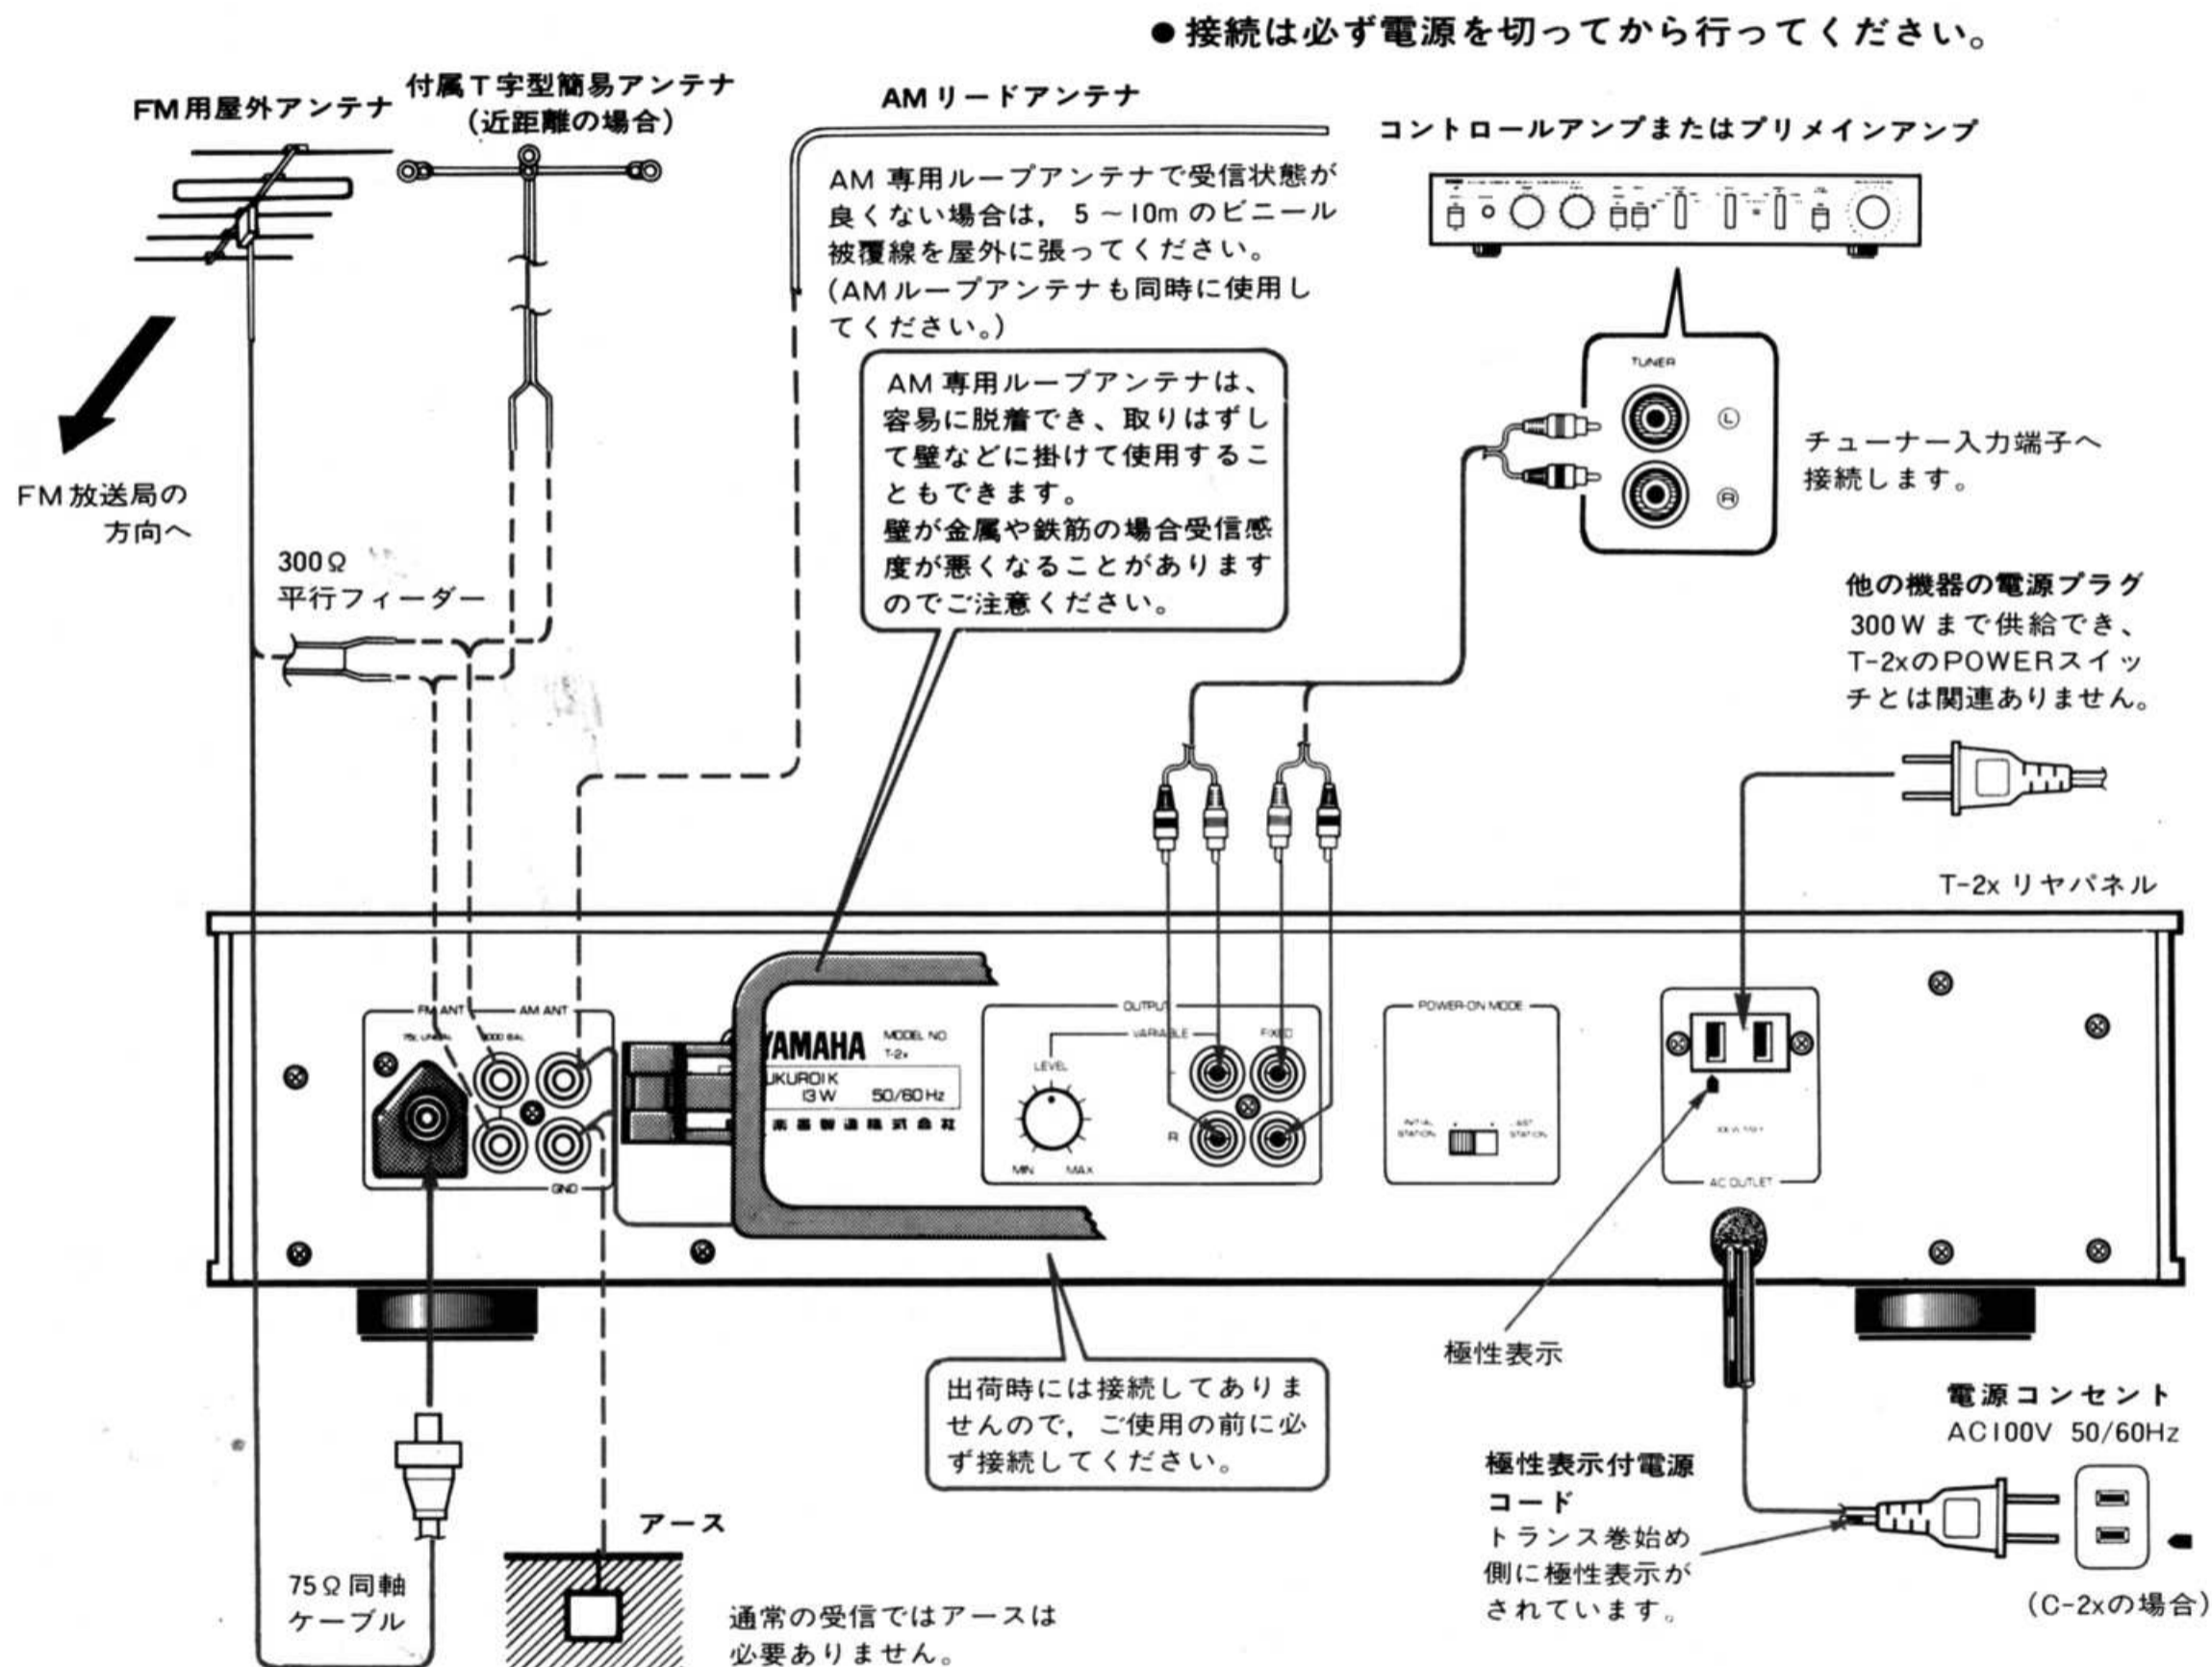 ●接続は必ず電源を切ってから行ってください。
FM用屋外アンテナ
付属T字型簡易アンテナ
(近距離の場合)
AMリードアンテナ
AM 専用ループアンテナで受信状態が
良くない場合は，5～10m のビニール
被覆線を屋外に張ってください。
(AMループアンテナも同時に使用し
てください。)
コントロールアンプまたはプリメインアンプ
TUNER
L
R
チューナー入力端子へ
接続します。
FM放送局の
方向へ
300Ω
平行フィーダー
AM 専用ループアンテナは、
容易に脱着でき、取りはずし
て壁などに掛けて使用するこ
ともできます。
壁が金属や鉄筋の場合受信感
度が悪くなることがあります
のでご注意ください。
他の機器の電源プラグ
300W まで供給でき、
T-2xのPOWERスイッ
チとは関連ありません。
T-2x リヤパネル
FM ANT
AM ANT
GND
YAMAHA
MODEL NO
T-2x
13W 50/60Hz
OUTPUT
VARIABLE
FIXED
LEVEL
MIN
MAX
R
POWER-ON MODE
INITIAL
STATION
LAST
STATION
AC OUTLET
極性表示
出荷時には接続してありま
せんので，ご使用の前に必
ず接続してください。
電源コンセント
AC100V 50/60Hz
極性表示付電源
コード
トランス巻始め
側に極性表示が
されています。
(C-2xの場合)
75Ω同軸
ケーブル
アース
通常の受信ではアースは
必要ありません。